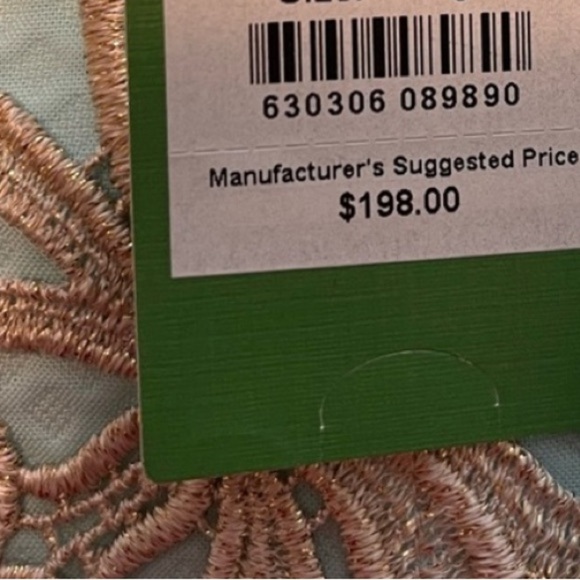 630306 089890
Manufacturer's Suggested Price
$198.00